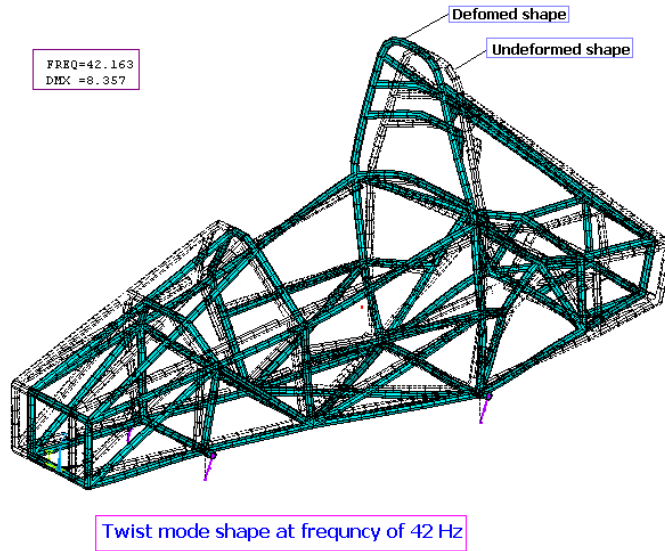 Defomed shape
Undeformed shape
FREQ=42.163
DMX =8.357
Twist mode shape at frequncy of 42 Hz